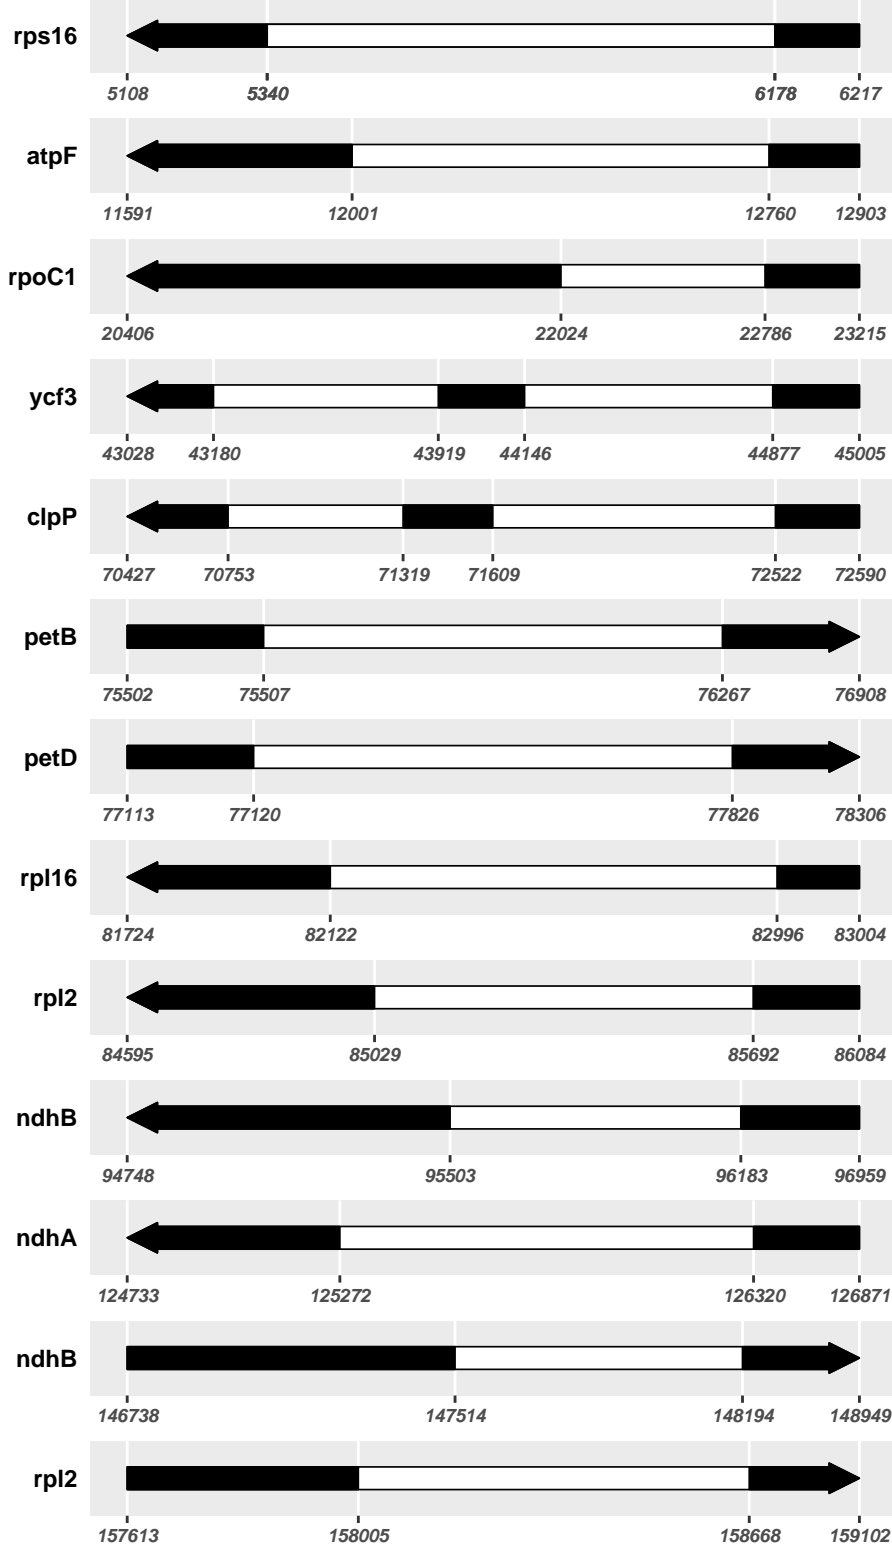 rps16
5108 5340 6178 6217
atpF
11591 12001 12760 12903
rpoC1
20406 22024 22786 23215
ycf3
43028 43180 43919 44146 44877 45005
clpP
70427 70753 71319 71609 72522 72590
petB
75502 75507 76267 76908
petD
77113 77120 77826 78306
rpl16
81724 82122 82996 83004
rpl2
84595 85029 85692 86084
ndhB
94748 95503 96183 96959
ndhA
124733 125272 126320 126871
ndhB
146738 147514 148194 148949
rpl2
157613 158005 158668 159102